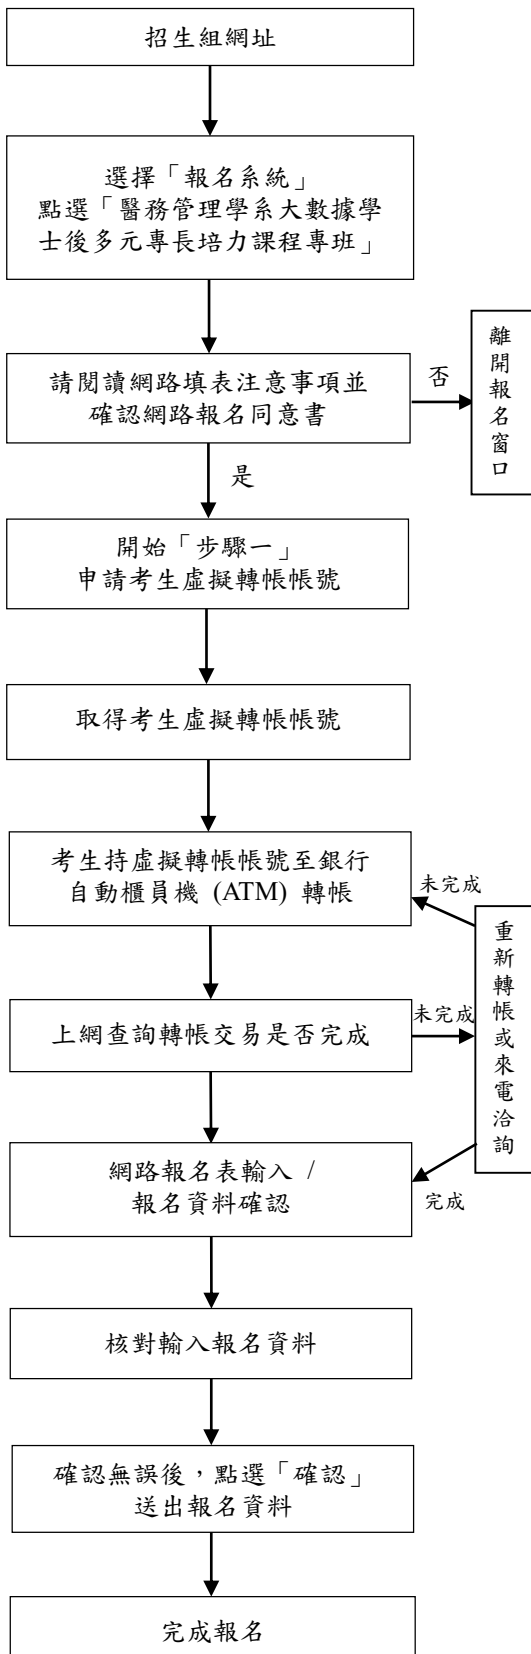 招生組網址
選擇「報名系統」
點選「醫務管理學系大數據學
士後多元專長培力課程專班」
請閱讀網路填表注意事項並
確認網路報名同意書
否
離開報名窗口
是
開始「步驟一」
申請考生虛擬轉帳帳號
取得考生虛擬轉帳帳號
考生持虛擬轉帳帳號至銀行
自動櫃員機 (ATM) 轉帳
未完成
重新轉帳或來電洽詢
上網查詢轉帳交易是否完成
未完成
網路報名表輸入 /
報名資料確認
完成
核對輸入報名資料
確認無誤後，點選「確認」
送出報名資料
完成報名